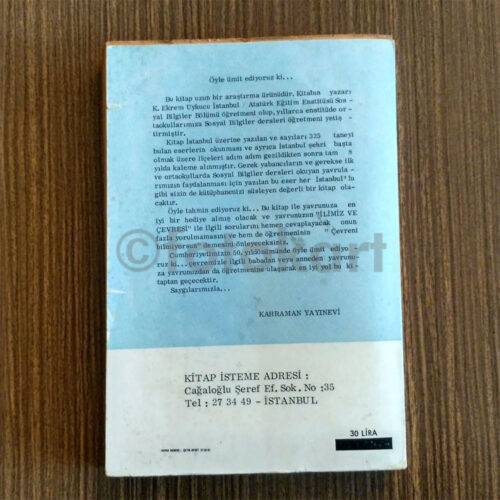 Öyle ümit ediyoruz ki...
Bu kitap uzun bir araştırma ürünüdür. Kitabın yazarı
K. Ekrem Uykucu İstanbul / Atatürk Eğitim Enstitüsü Sos-
yal Bilgiler Bölümü öğretmeni olup, yıllarca enstitüde or-
taokullarımıza Sosyal Bilgiler dersleri öğretmeni yetiş-
tirmiştir.
Kitap İstanbul üzerine yazılan ve sayıları 325 taneyi
bulan eserlerin okunması ve ayrıca İstanbul şehri başta
olmak üzere ilçeleri adım adım gezildikten sonra tam 8
yılda kaleme alınmıştır. Gerek yabancıların ve gerekse ilk
ve ortaokullarda Sosyal Bilgiler dersleri okuyan yavrula-
rımızın faydalanması için yazılan bu eser her İstanbul'lu
gibi sizin de kütüphanenizi süsleyen değerli bir kitap ola-
caktır.
Öyle tahmin ediyoruz ki... Bu kitap ile yavrunuza en
iyi bir hediye almış olacak ve yavrunuzun "İLİMİZ VE
ÇEVRESİ" ile ilgili sorularını hemen cevaplayacak onun
fazla yorulmamasını ve hem de öğretmeninin " Çevreni
bilmiyorsun" demesini önleyeceksiniz.
Cumhuriyetimizin 50. yıldönümünde öyle ümit ediyo-
ruz ki... çevremizle ilgili babadan veya anneden yavrunu-
za yavrunuzdan da öğretmenine ulaşacak en iyi yol bu ki-
taptan geçecektir.
Saygılarımızla...
KAHRAMAN YAYINEVİ
KİTAP İSTEME ADRESİ :
Cağaloğlu Şeref Ef. Sok. No :35
Tel : 27 34 49 - İSTANBUL
30 LİRA